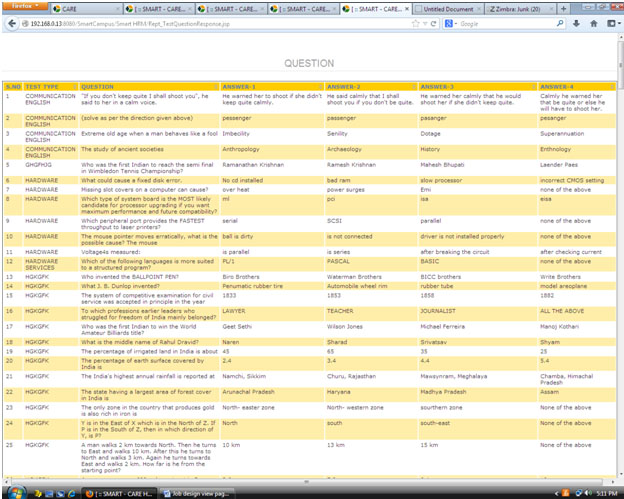 firefox
CARE
[ :: SMART - CARE...
[ :: SMART - CARE...
[ :: SMART - CARE...
[ :: SMART - CARE...
Untitled Document
Zimbra: Junk (20)
192.168.0.13:8080/SmartCampus/Smart HRM/Rept_TestQuestionResponse.jsp
Google
QUESTION
S.NO TEST TYPE QUESTION ANSWER-1 ANSWER-2 ANSWER-3 ANSWER-4
1 COMMUNICATION ENGLISH "If you don't keep quite I shall shoot you", he said to her in a calm voice. He warned her to shoot if she didn't keep quite calmly. He said calmly that I shall shoot you if you don't be quite. He warned her calmly that he would shoot her if she didn't keep quite. Calmly he warned her that be quite or else he will have to shoot her.
2 COMMUNICATION ENGLISH (solve as per the direction given above) pessenger passenger pasanger pesanger
3 COMMUNICATION ENGLISH Extreme old age when a man behaves like a fool Imbecility Senility Dotage Superannuation
4 COMMUNICATION ENGLISH The study of ancient societies Anthropology Archaeology History Ethnology
5 GHGFHJG Who was the first Indian to reach the semi final in Wimbledon Tennis Championship? Ramanathan Krishnan Ramesh Krishnan Mahesh Bhupati Leander Paes
6 HARDWARE What could cause a fixed disk error. No cd installed bad ram slow processor incorrect CMOS setting
7 HARDWARE Missing slot covers on a computer can cause? over heat power surges Emi none of the above
8 HARDWARE Which type of system board is the MOST likely candidate for processor upgrading if you want maximum performance and future compatibility? ml pci isa eisa
9 HARDWARE Which peripheral port provides the FASTEST throughput to laser printers? serial SCSI parallel none of the above
10 HARDWARE The mouse pointer moves erratically, what is the possible cause? The mouse ball is dirty is not connected driver is not installed properly none of the above
11 HARDWARE Voltage4s measured: is parallel is series after breaking the circuit after checking current
12 HARDWARE SERVICES Which of the following languages is more suited to a structured program? PL/1 PASCAL BASIC none of the above
13 HGKGFK Who invented the BALLPOINT PEN? Biro Brothers Waterman Brothers BICC brothers Write Brothers
14 HGKGFK What J. B. Dunlop invented? Penumatic rubber tire Automobile wheel rim rubber tube model areoplane
15 HGKGFK The system of competitive examination for civil service was accepted in principle in the year 1833 1853 1858 1882
16 HGKGFK To which professions earlier leaders who struggled for freedom of India mainly belonged? LAWYER TEACHER JOURNALIST ALL THE ABOVE
17 HGKGFK Who was the first Indian to win the World Amateur Billiards title? Geet Sethi Wilson Jones Michael Ferreira Manoj Kothan
18 HGKGFK What is the middle name of Rahul Dravid? Naren Sharad Srivatsav Shyam
19 HGKGFK The percentage of irrigated land in India is about 45 65 35 25
20 HGKGFK The percentage of earth surface covered by India is 2.4 3.4 4.4 5.4
21 HGKGFK The India's highest annual rainfall is reported at Namchi, Sikkim Churu, Rajasthan Mawsynram, Meghalaya Chamba, Himachal Pradesh
22 HGKGFK The state having a largest area of forest cover in India is Arunachal Pradesh Haryana Madhya Pradesh Assam
23 HGKGFK The only zone in the country that produces gold is also rich in iron is North- easter zone North- western zone sourthern zone None of the above
24 HGKGFK Y is in the East of X which is in the North of Z. If P is in the South of Z, then in which direction of Y, is P? North south south-east None of the above
25 HGKGFK A man walks 2 km towards North. Then he turns to East and walks 10 km. After this he turns to North and walks 3 km. Again he turns towards East and walks 2 km. How far is he from the starting point? 10 km 13 km 15 km None of the above
[ :: SMART - CARE H...
Job design view pag...
5:11 PM